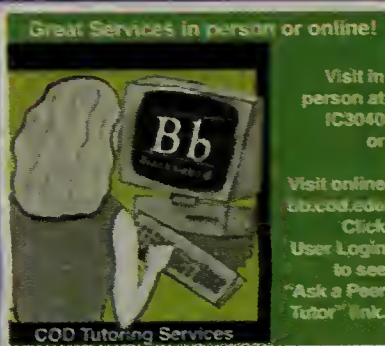 Great Services in person or online!
Visit in
person at
IC3040
or
Visit online
bb.cod.edu
Click
User Login
to see
"Ask a Peer
Tutor" link.
Bb
Blackboard
COD Tutoring Services